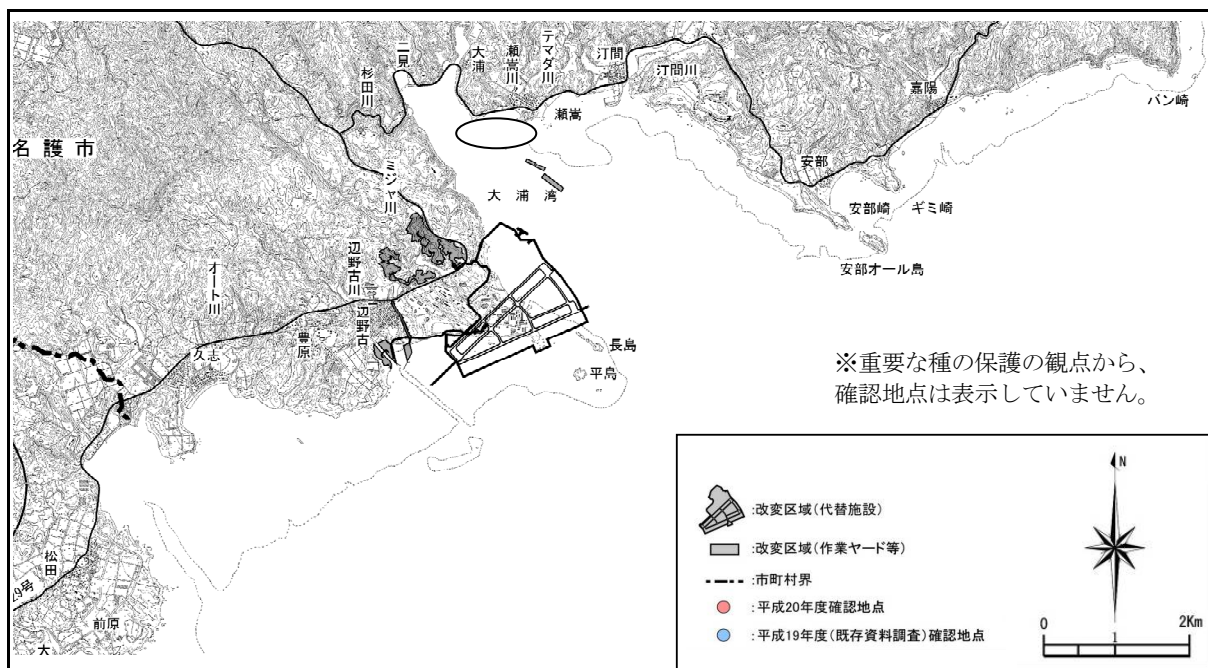 二見
大浦
瀬嵩川
テマダ川
汀間
汀間川
杉田川
瀬嵩
嘉陽
バン崎
名護市
ミジャ川
大浦湾
安部
安部崎
ギミ崎
安部オール島
辺野古川
オート川
辺野古
豊原
久志
長島
平島
※重要な種の保護の観点から、
確認地点は表示していません。
松田
29号
前原
大
:改変区域(代替施設)
:改変区域(作業ヤード等)
:市町村界
:平成20年度確認地点
:平成19年度(既存資料調査)確認地点
N
0 1 2Km